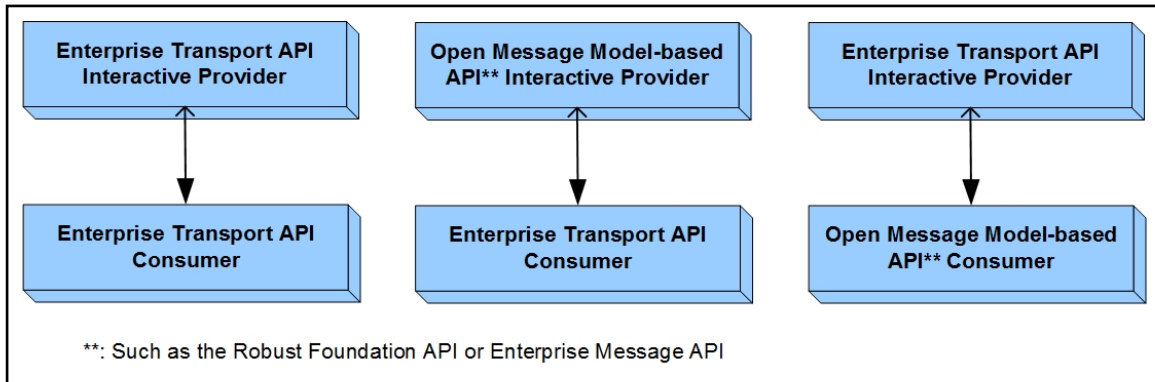 Enterprise Transport API
Interactive Provider
Open Message Model-based
API** Interactive Provider
Enterprise Transport API
Interactive Provider
Enterprise Transport API
Consumer
Enterprise Transport API
Consumer
Open Message Model-based
API** Consumer
**: Such as the Robust Foundation API or Enterprise Message API